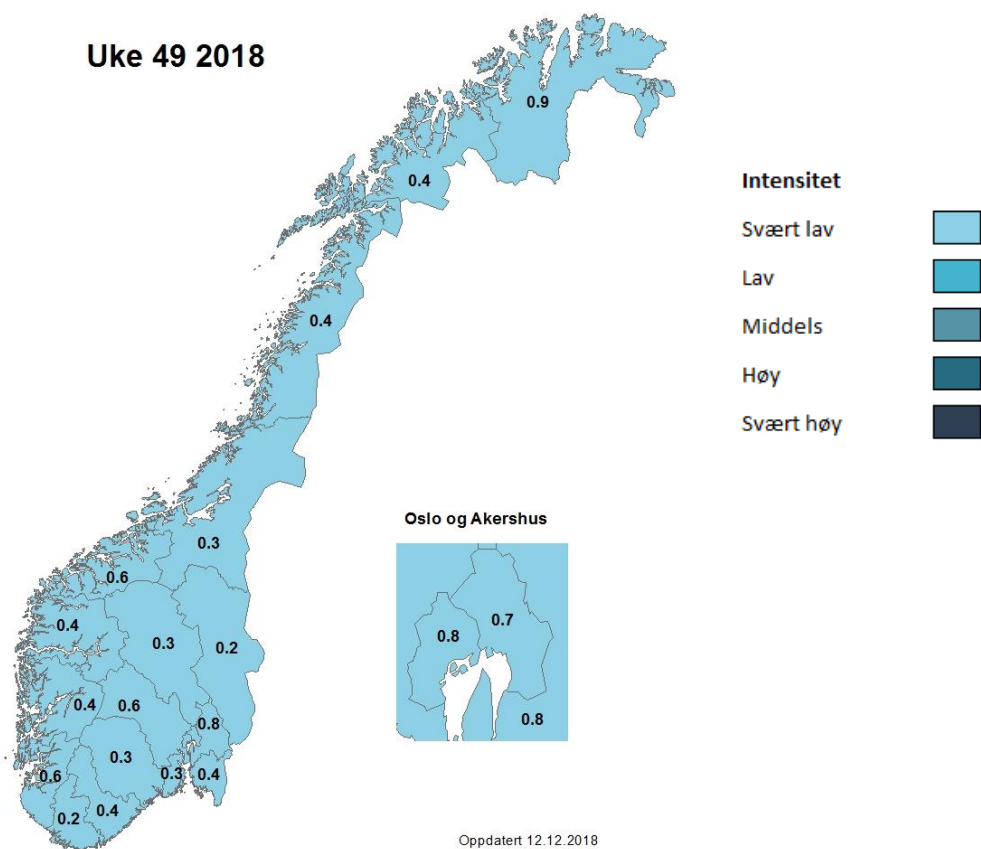 Uke 49 2018
0.9
0.4
0.4
0.3
0.6
0.4
0.3
0.2
0.4
0.6
0.8
0.3
0.6
0.3
0.4
0.2
0.4
Intensitet
Svært lav
Lav
Middels
Høy
Svært høy
Oslo og Akershus
0.8
0.7
0.8
Oppdatert 12.12.2018